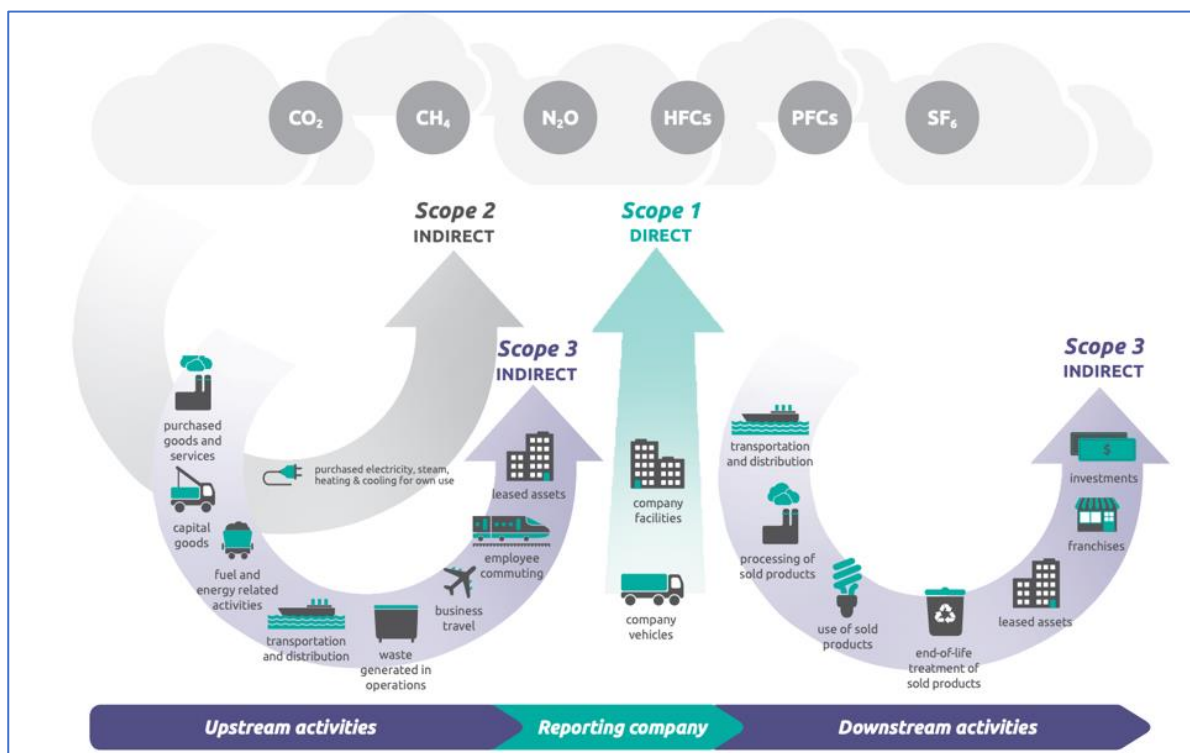 CO₂
CH₄
N₂O
HFCs
PFCs
SF₆
Scope 2
INDIRECT
Scope 1
DIRECT
Scope 3
INDIRECT
Scope 3
INDIRECT
purchased
goods and
services
capital
goods
fuel and
energy related
activities
transportation
and distribution
waste
generated in
operations
business
travel
employee
commuting
leased assets
purchased electricity, steam,
heating & cooling for own use
company
facilities
company
vehicles
transportation
and distribution
processing of
sold products
use of sold
products
end-of-life
treatment of
sold products
leased assets
franchises
$
investments
Upstream activities
Reporting company
Downstream activities